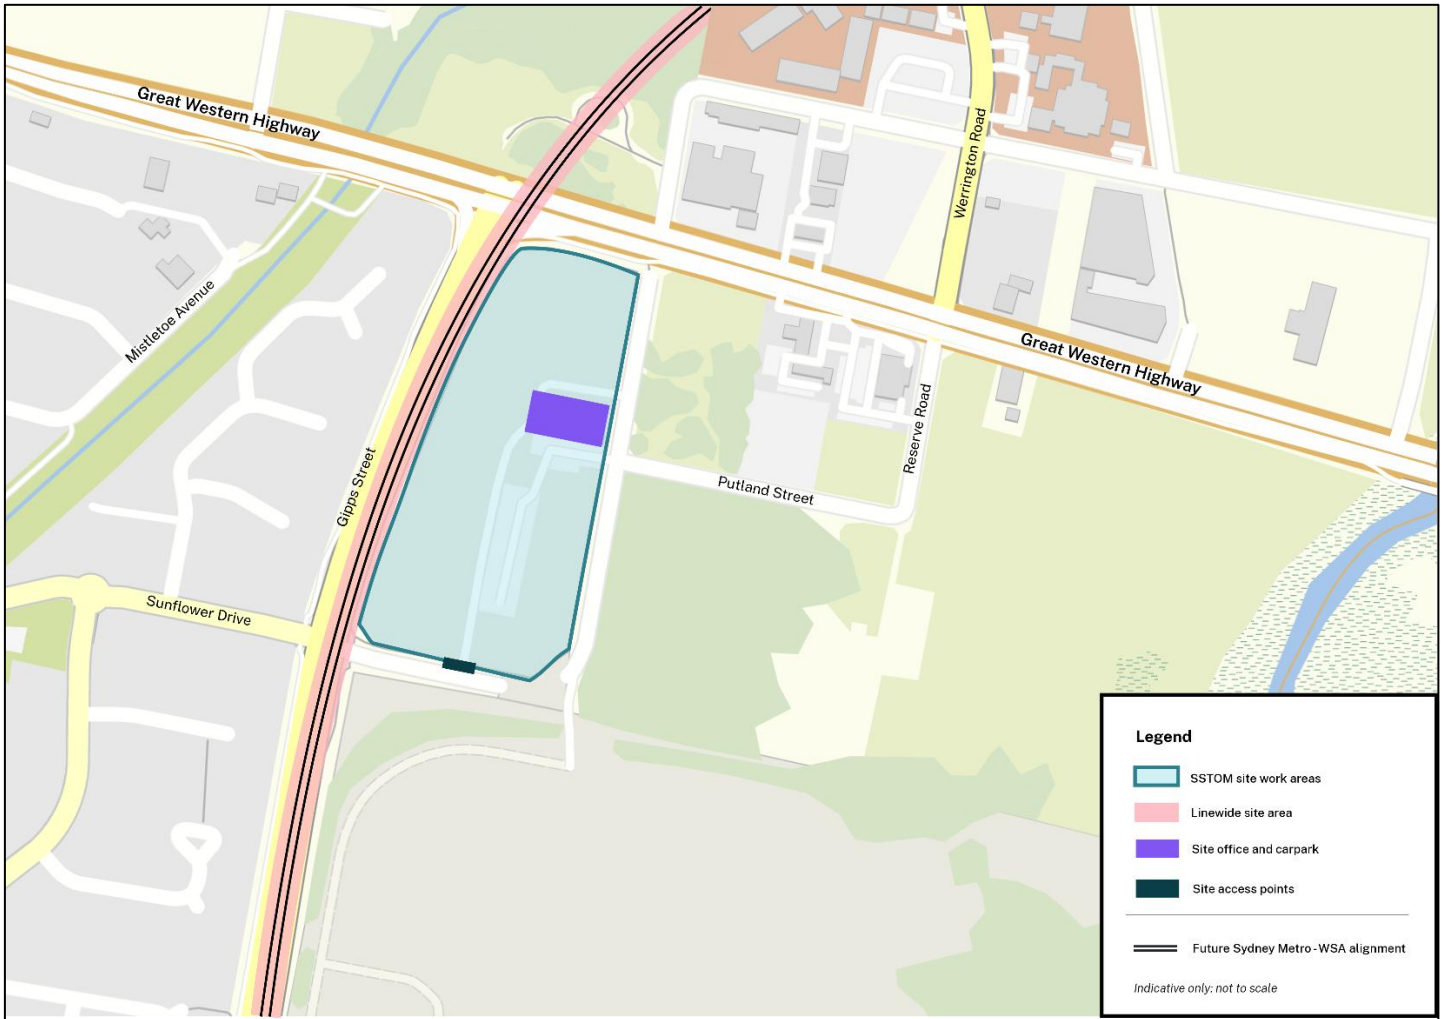 Great Western Highway
Werrington Road
Mistletoe Avenue
Great Western Highway
Reserve Road
Gipps Street
Putland Street
Sunflower Drive
Legend
SSTOM site work areas
Linewide site area
Site office and carpark
Site access points
Future Sydney Metro - WSA alignment
Indicative only: not to scale